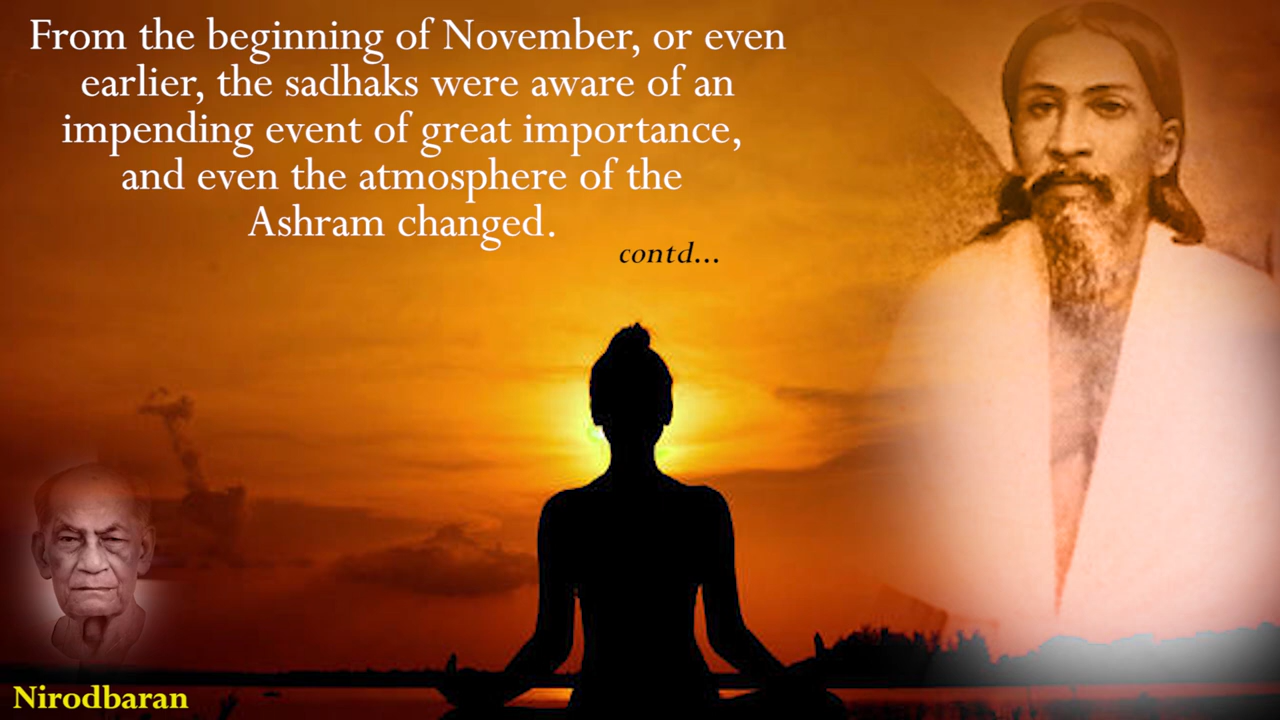 From the beginning of November, or even
earlier, the sadhaks were aware of an
impending event of great importance,
and even the atmosphere of the
Ashram changed.
contd...
Nirodbaran